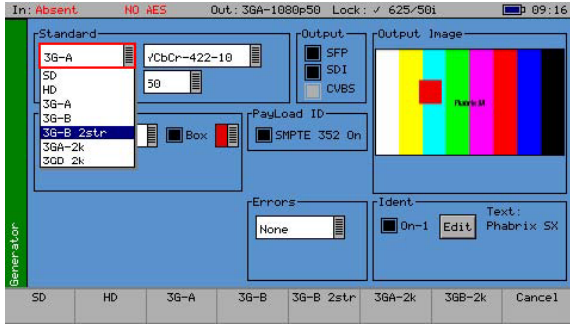 In: Absent NO AES Out: 3GA-1080p50 Lock: ✓ 625/50i 09:16
Standard
3G-A YCbCr-422-10
SD
HD
50
3G-A
3G-B
3G-B 2str
3GA-2k
3QD 2k
Box
PayLoad ID
SMPTE 352 On
Output
SFP
SDI
CVBS
Output Image
Phabrix SX
Errors
None
Ident
On-1 Edit Text: Phabrix SX
Generator
SD HD 3G-A 3G-B 3G-B 2str 3GA-2k 3GB-2k Cancel